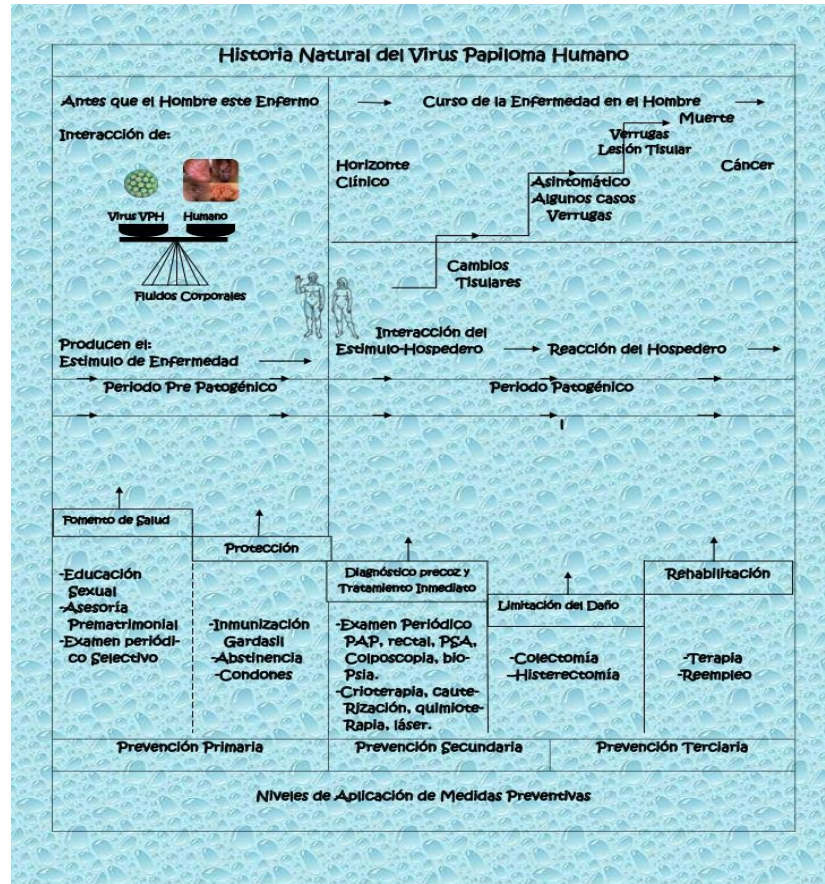 Historia Natural del Virus Papiloma Humano
Antes que el Hombre este Enfermo
Curso de la Enfermedad en el Hombre
Interacción de:
Virus VPH
Humano
Fluidos Corporales
Producen el:
Estimulo de Enfermedad
Horizonte
Clínico
Cambios
Tisulares
Asintomático
Algunos casos
Verrugas
Verrugas
Lesión Tisular
Muerte
Cáncer
Interacción del
Estimulo-Hospedero
Reacción del Hospedero
Periodo Pre Patogénico
Periodo Patogénico
Fomento de Salud
-Educación
Sexual
-Asesoría
Prematrimonial
-Examen periódi-
co Selectivo
Protección
-Inmunización
Gardasil
-Abstinencia
-Condones
Diagnóstico precoz y
Tratamiento Inmediato
-Examen Periódico
PAP, rectal, PSA,
Colposcopia, bio-
Psia.
-Crioterapia, caute-
Rización, quimiote-
Rapia, láser.
Limitación del Daño
-Colectomía
-Histerectomía
Rehabilitación
-Terapia
-Reempleo
Prevención Primaria
Prevención Secundaria
Prevención Terciaria
Niveles de Aplicación de Medidas Preventivas